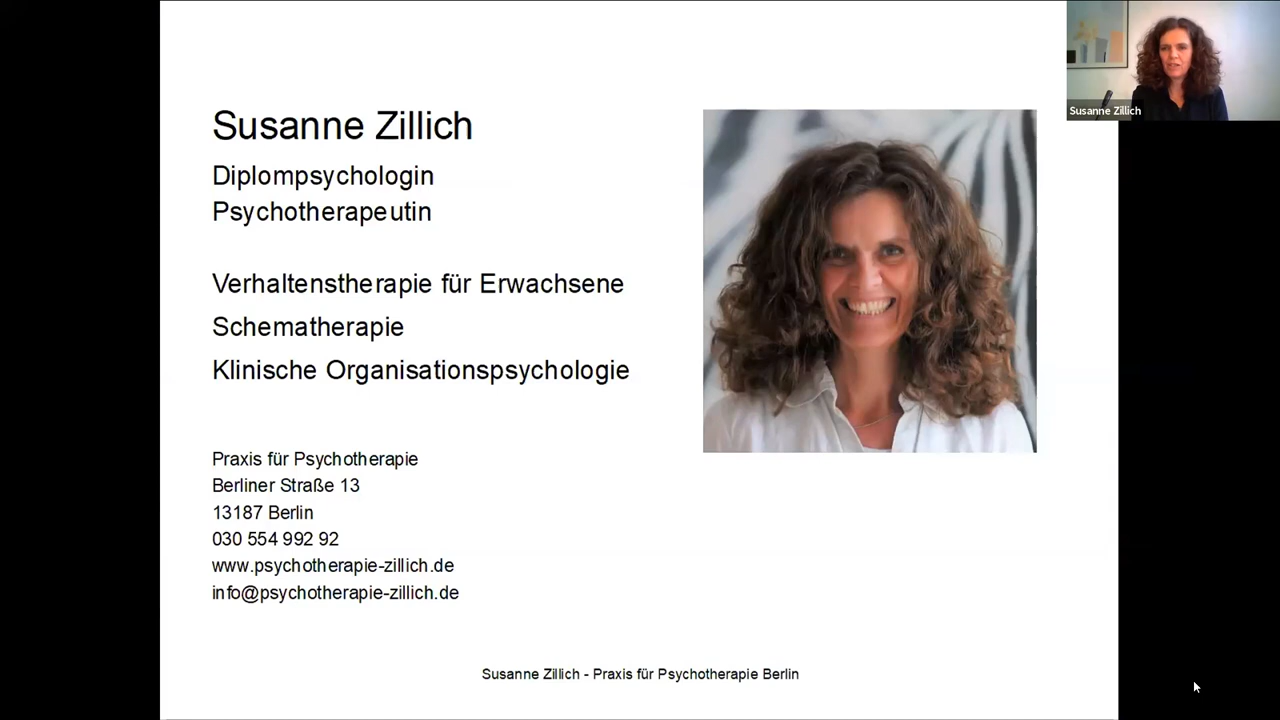 Susanne Zillich
Diplompsychologin
Psychotherapeutin
Verhaltenstherapie für Erwachsene
Schematherapie
Klinische Organisationspsychologie
Praxis für Psychotherapie
Berliner Straße 13
13187 Berlin
030 554 992 92
www.psychotherapie-zillich.de
info@psychotherapie-zillich.de
Susanne Zillich - Praxis für Psychotherapie Berlin
Susanne Zillich